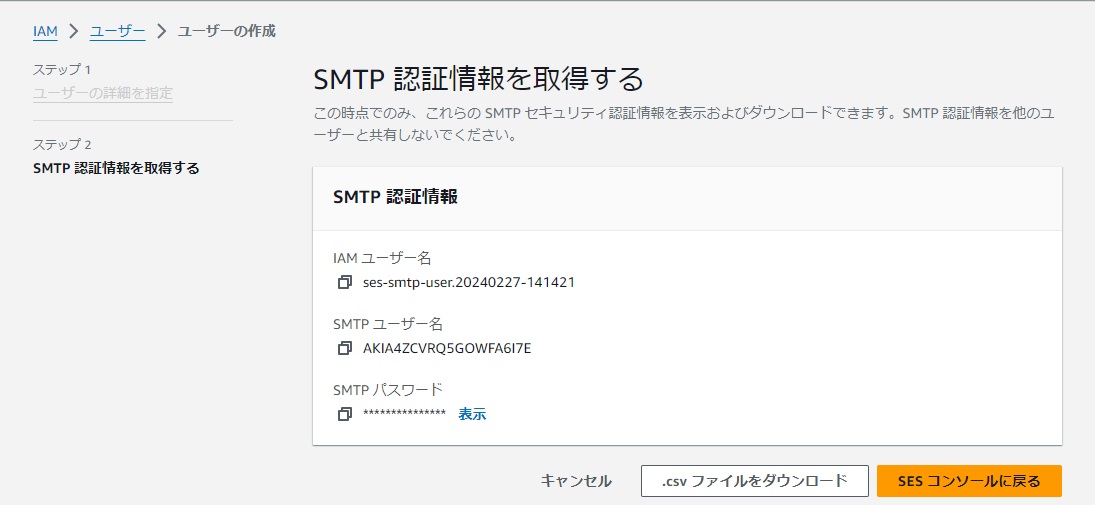 IAM > ユーザー > ユーザーの作成
ステップ 1
ユーザーの詳細を指定
ステップ 2
SMTP 認証情報を取得する
SMTP 認証情報を取得する
この時点でのみ、これらの SMTP セキュリティ認証情報を表示およびダウンロードできます。SMTP 認証情報を他のユ
ーザーと共有しないでください。
SMTP 認証情報
IAM ユーザー名
ses-smtp-user.20240227-141421
SMTP ユーザー名
AKIA4ZCVRQ5GOWFA6I7E
SMTP パスワード
*************** 表示
キャンセル .csv ファイルをダウンロード SES コンソールに戻る